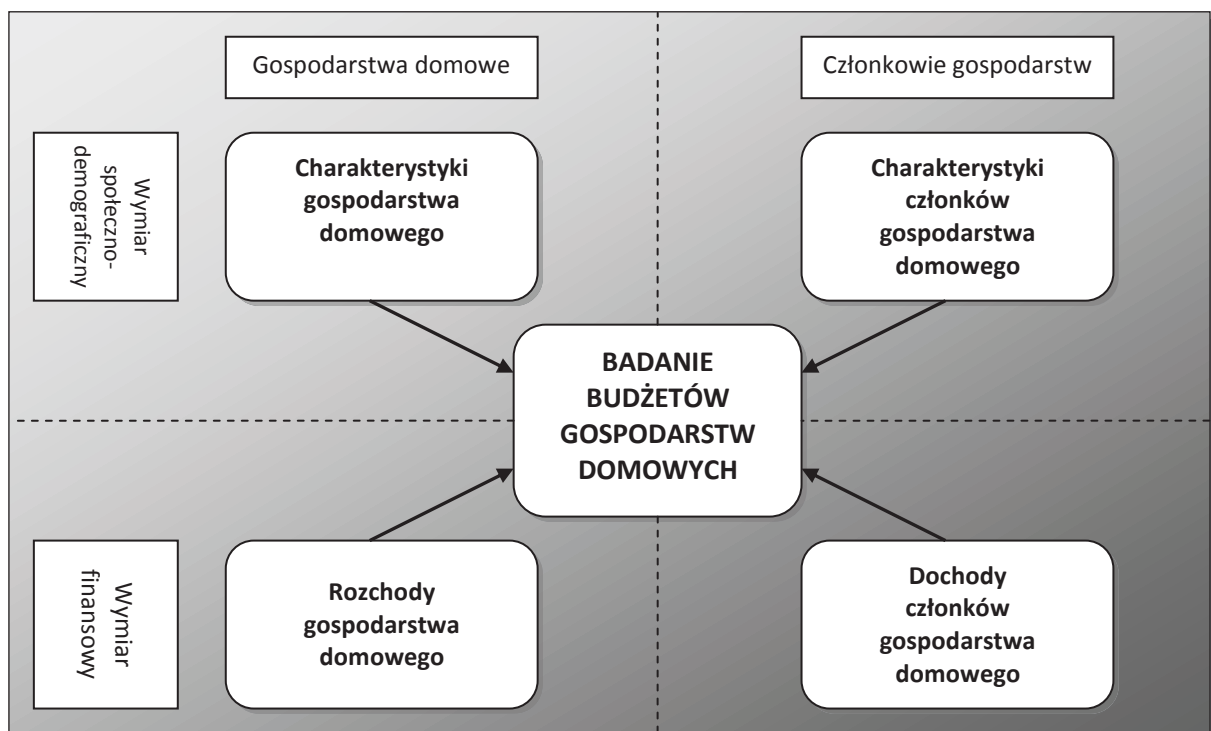 Gospodarstwa domowe
Członkowie gospodarstw
Wymiar
społeczno-
demograficzny
Charakterystyki
gospodarstwa
domowego
Charakterystyki
członków
gospodarstwa
domowego
BADANIE
BUDŻETÓW
GOSPODARSTW
DOMOWYCH
Wymiar
finansowy
Rozchody
gospodarstwa
domowego
Dochody
członków
gospodarstwa
domowego